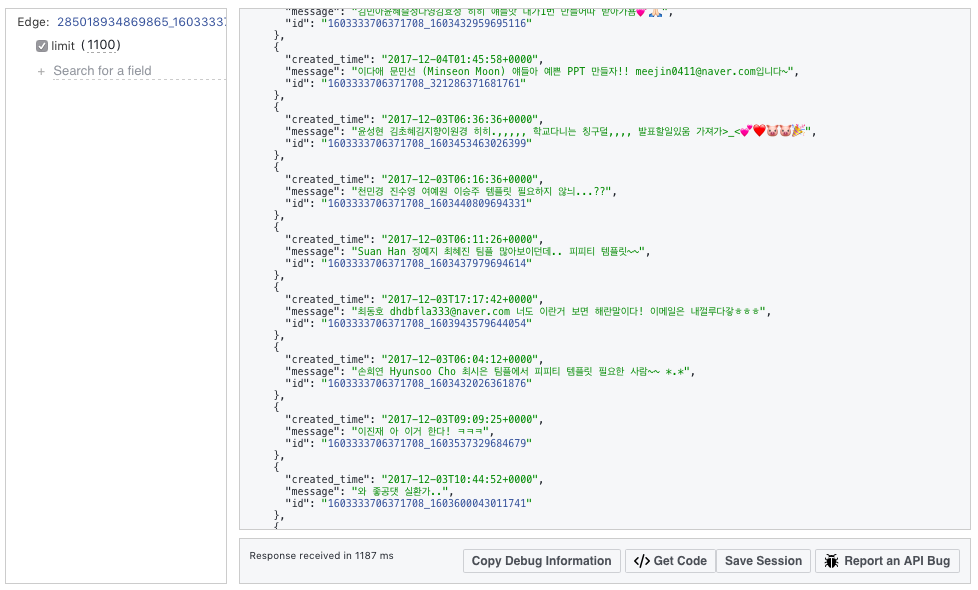 Edge: 285018934869865_16033337
limit (1100)
+ Search for a field
"message": "
"id": "1603333706371708_1603432959695116"
},
{
"created_time": "2017-12-04T01:45:58+0000",
"message": "이다애 문민선 (Minseon Moon) 얘들아 예쁜 PPT 만들자!! meejin0411@naver.com입니다~",
"id": "1603333706371708_321286371681761"
},
{
"created_time": "2017-12-03T06:36:36+0000",
"message": "윤성현 김초혜김지향이원경 히히.,,,,, 학교다니는 칭구덜,,,, 발표할일있음 가져가>_<💕❤️🐷🐷🎉",
"id": "1603333706371708_1603453463026399"
},
{
"created_time": "2017-12-03T06:16:36+0000",
"message": "천민경 진수영 여예원 이승주 템플릿 필요하지 않늬...??",
"id": "1603333706371708_1603440809694331"
},
{
"created_time": "2017-12-03T06:11:26+0000",
"message": "Suan Han 정예지 최혜진 팀플 많아보이던데.. 피피티 템플릿~~",
"id": "1603333706371708_1603437979694614"
},
{
"created_time": "2017-12-03T17:17:42+0000",
"message": "최동호 dhdbfla333@naver.com 너도 이란거 보면 해란말이다! 이메일은 내껄루다갛ㅎㅎㅎ",
"id": "1603333706371708_1603943579644054"
},
{
"created_time": "2017-12-03T06:04:12+0000",
"message": "손희연 Hyunsoo Cho 최시은 팀플에서 피피티 템플릿 필요한 사람~~ *.*",
"id": "1603333706371708_1603432026361876"
},
{
"created_time": "2017-12-03T09:09:25+0000",
"message": "이진재 아 이거 한다! ㅋㅋㅋ",
"id": "1603333706371708_1603537329684679"
},
{
"created_time": "2017-12-03T10:44:52+0000",
"message": "와 좋공댓 실환가..",
"id": "1603333706371708_1603600043011741"
},
{
Response received in 1187 ms
Copy Debug Information
</> Get Code
Save Session
Report an API Bug